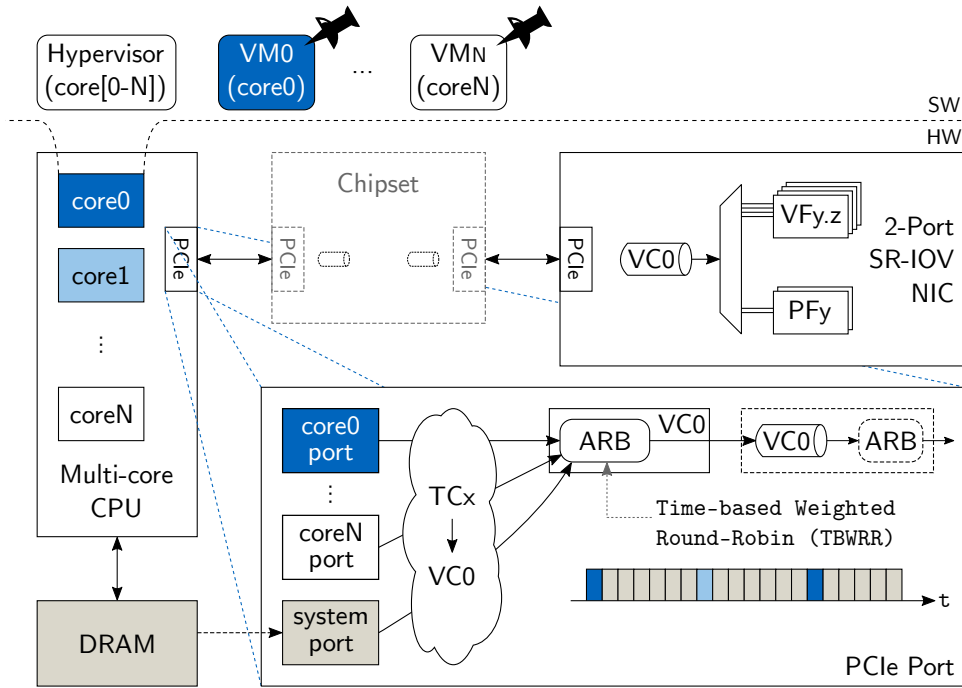 Hypervisor
(core[0-N])
VM0
(core0)
...
VMN
(coreN)
SW
HW
core0
core1
...
coreN
Multi-core
CPU
PCIe
Chipset
PCIe
PCIe
PCIe
VC0
VFy.z
PFy
2-Port
SR-IOV
NIC
DRAM
core0
port
...
coreN
port
system
port
TCx
VC0
ARB
VC0
VC0
ARB
Time-based Weighted
Round-Robin (TBWRR)
t
PCIe Port